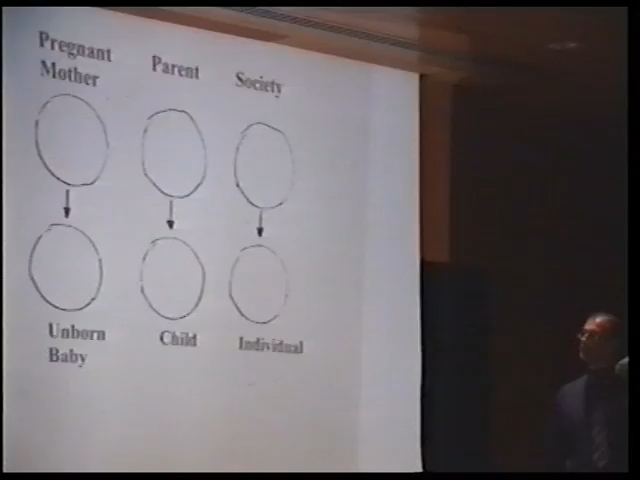 Pregnant
Mother
Parent
Society
Unborn
Baby
Child
Individual